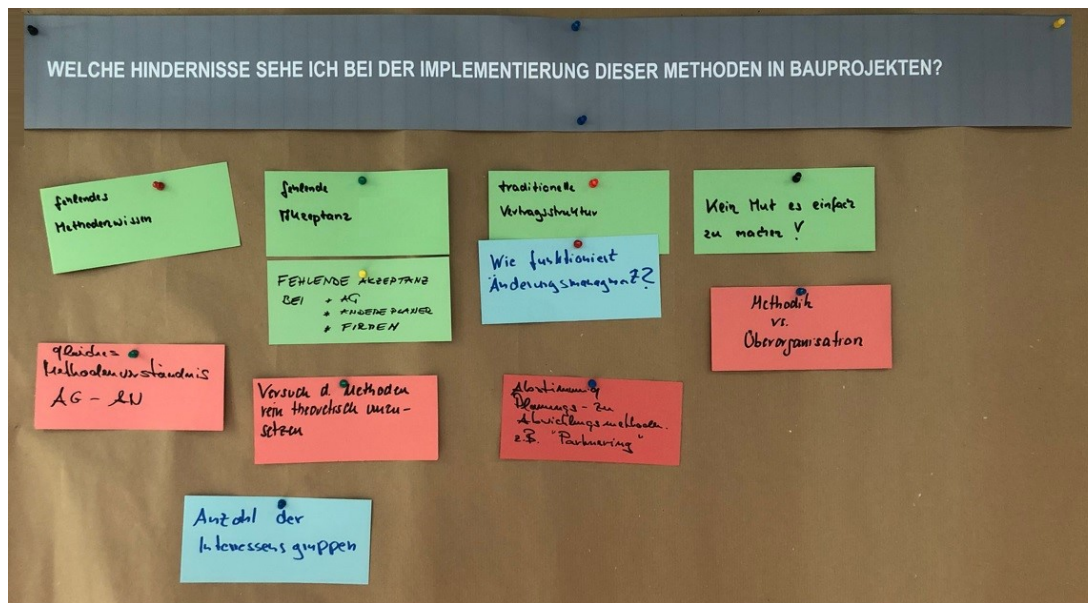 WELCHE HINDERNISSE SEHE ICH BEI DER IMPLEMENTIERUNG DIESER METHODEN IN BAUPROJEKTEN?
fehlendes
Methodenwissen
fehlende
Akzeptanz
traditionelle
Vertragsstruktur
Kein Mut es einfach
zu machen!
FEHLENDE AKZEPTANZ
BEI * AG
* ANDERE PLANER
* FIRMEN
Wie funktioniert
Änderungsmanagmat??
Methodik
vs.
Überorganisation
gleiches
Methodenverständnis
AG - AN
Versuch d. Methoden
rein theoretisch umzu-
setzen
Abstimmung
Planungs- zu
Abwicklungsmethoden.
z.B. "Partnering"
Anzahl der
Interessensgruppen